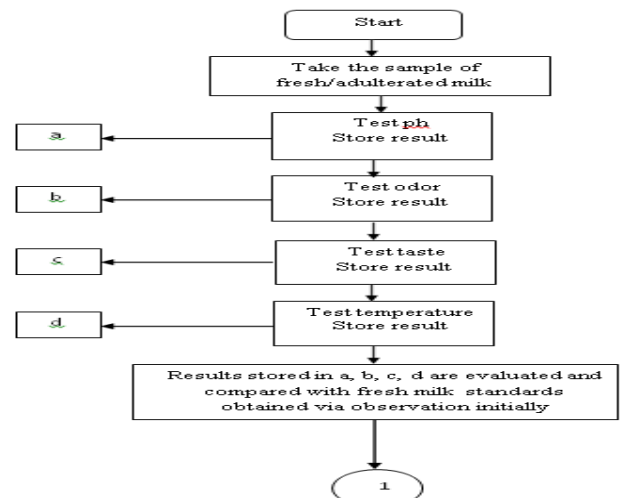 Start
Take the sample of
fresh/adulterated milk
Test ph
Store result
a
Test odor
Store result
b
Test taste
Store result
c
Test temperature
Store result
d
Results stored in a, b, c, d are evaluated and
compared with fresh milk standards
obtained via observation initially
1